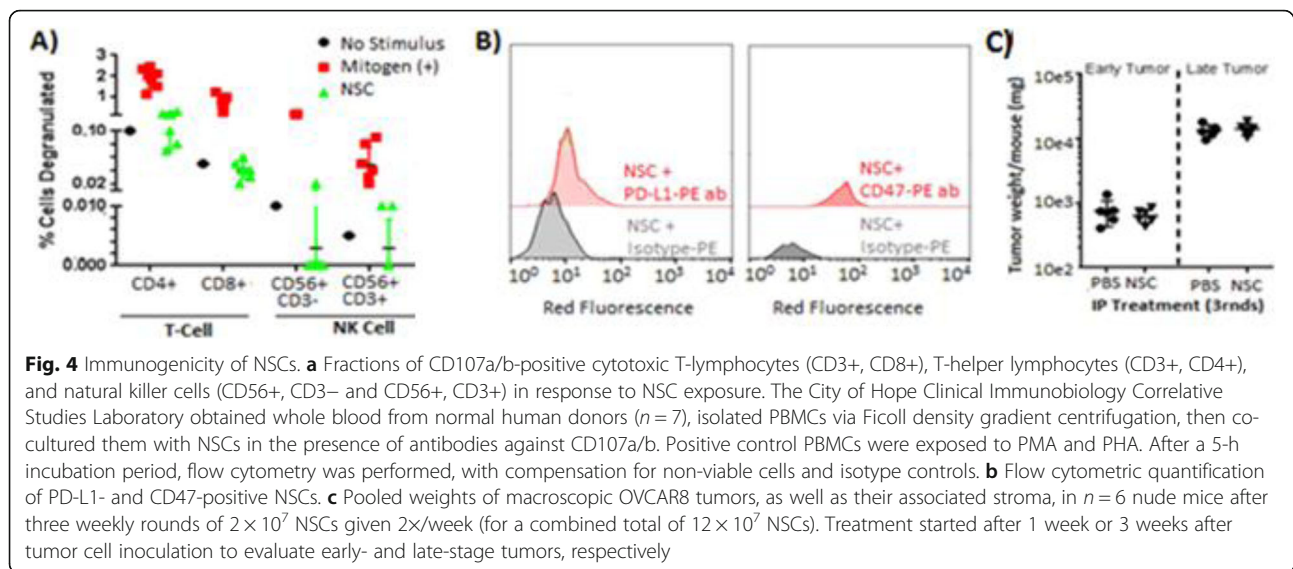 A)
No Stimulus
Mitogen (+)
NSC
% Cells Degranulated
3
2
1
0.10
0.02
0.010
0.000
CD4+
CD8+
CD56+
CD3-
CD56+
CD3+
T-Cell
NK Cell
B)
NSC +
PD-L1-PE ab
NSC +
Isotype-PE
10⁰ 10¹ 10² 10³ 10⁴
Red Fluorescence
NSC+
CD47-PE ab
NSC+
Isotype-PE
10⁰ 10¹ 10² 10³ 10⁴
Red Fluorescence
C)
Tumor weight/mouse (mg)
10e5
10e4
10e3
10e2
Early Tumor
Late Tumor
PBS NSC PBS NSC
IP Treatment (3rnds)
Fig. 4 Immunogenicity of NSCs. a Fractions of CD107a/b-positive cytotoxic T-lymphocytes (CD3+, CD8+), T-helper lymphocytes (CD3+, CD4+),
and natural killer cells (CD56+, CD3− and CD56+, CD3+) in response to NSC exposure. The City of Hope Clinical Immunobiology Correlative
Studies Laboratory obtained whole blood from normal human donors (n = 7), isolated PBMCs via Ficoll density gradient centrifugation, then co-
cultured them with NSCs in the presence of antibodies against CD107a/b. Positive control PBMCs were exposed to PMA and PHA. After a 5-h
incubation period, flow cytometry was performed, with compensation for non-viable cells and isotype controls. b Flow cytometric quantification
of PD-L1- and CD47-positive NSCs. c Pooled weights of macroscopic OVCAR8 tumors, as well as their associated stroma, in n = 6 nude mice after
three weekly rounds of 2 × 10⁷ NSCs given 2×/week (for a combined total of 12 × 10⁷ NSCs). Treatment started after 1 week or 3 weeks after
tumor cell inoculation to evaluate early- and late-stage tumors, respectively